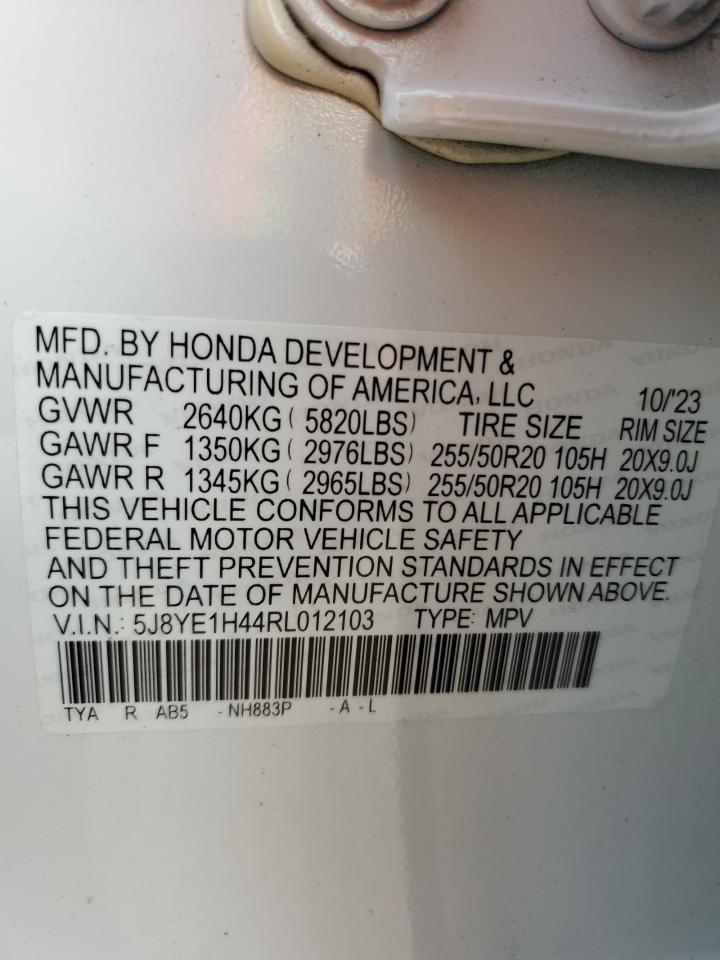 MFD. BY HONDA DEVELOPMENT &
MANUFACTURING OF AMERICA, LLC 10/'23
GVWR 2640KG ( 5820LBS) TIRE SIZE RIM SIZE
GAWR F 1350KG ( 2976LBS) 255/50R20 105H 20X9.0J
GAWR R 1345KG ( 2965LBS) 255/50R20 105H 20X9.0J
THIS VEHICLE CONFORMS TO ALL APPLICABLE
FEDERAL MOTOR VEHICLE SAFETY
AND THEFT PREVENTION STANDARDS IN EFFECT
ON THE DATE OF MANUFACTURE SHOWN ABOVE.
V.I.N.: 5J8YE1H44RL012103 TYPE: MPV
TYA R AB5 -NH883P -A -L